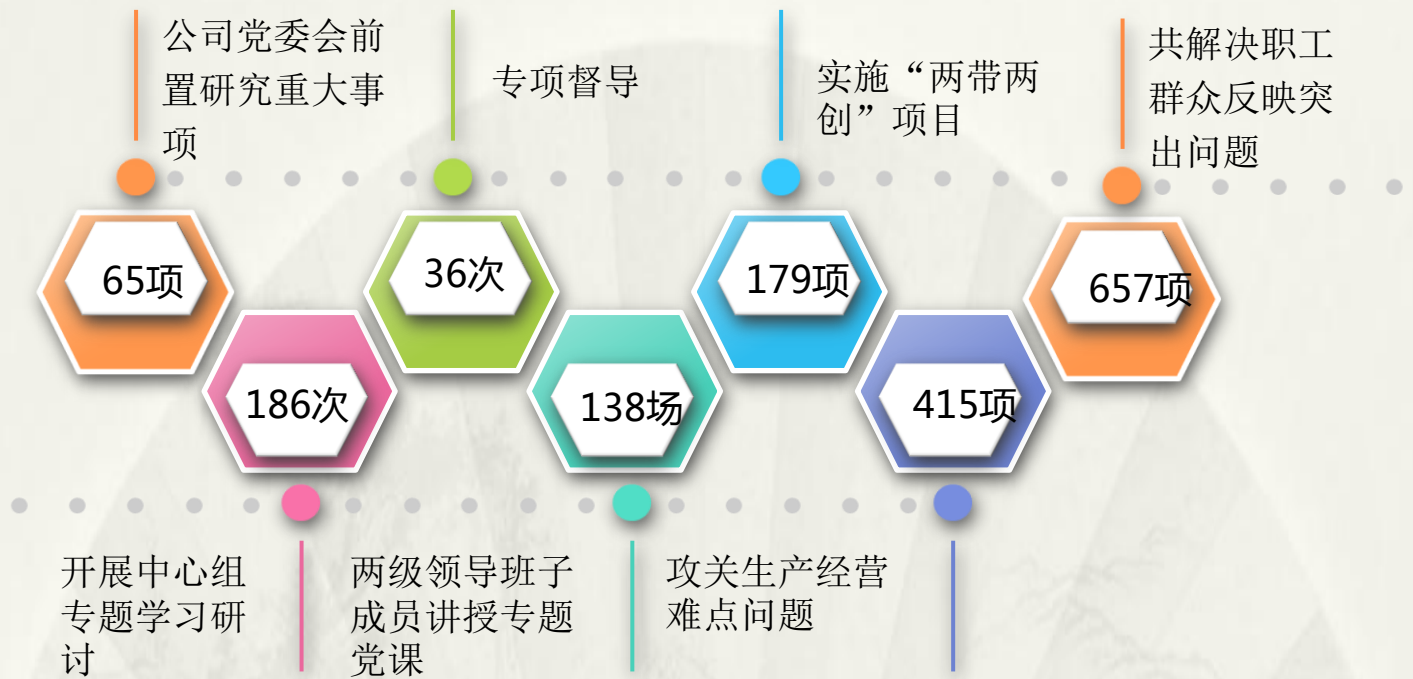 公司党委会前
置研究重大事
项
专项督导
实施“两带两
创”项目
共解决职工
群众反映突
出问题
65项
36次
179项
657项
186次
138场
415项
开展中心组
专题学习研
讨
两级领导班子
成员讲授专题
党课
攻关生产经营
难点问题